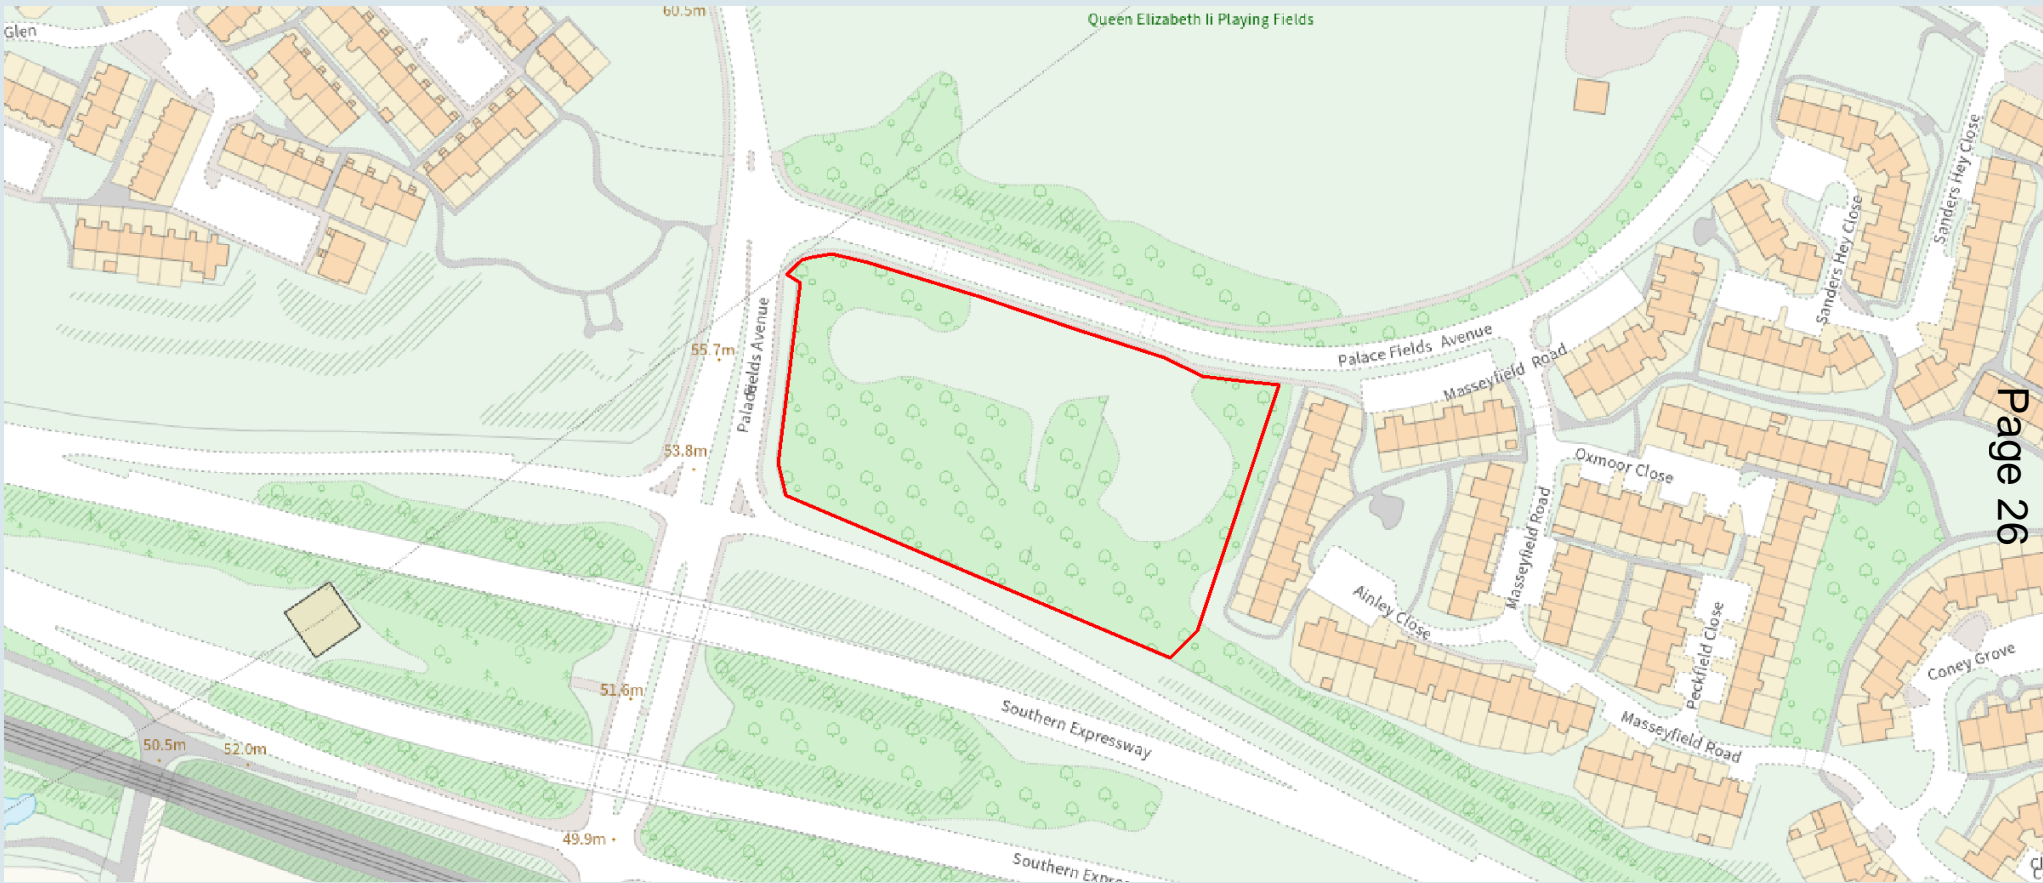 60.5m
Queen Elizabeth Ii Playing Fields
Glen
Sanders Hey Close
Sanders Hey Close
Palace Fields Avenue
Masseyfield Road
55.7m
Avenue
53.8m
Page 26
Oxmoor Close
Masseyfield Road
Ainley Close
Peckfield Close
Coney Grove
51.6m
Southern Expressway
Masseyfield Road
50.5m
52.0m
49.9m
Southern Expre